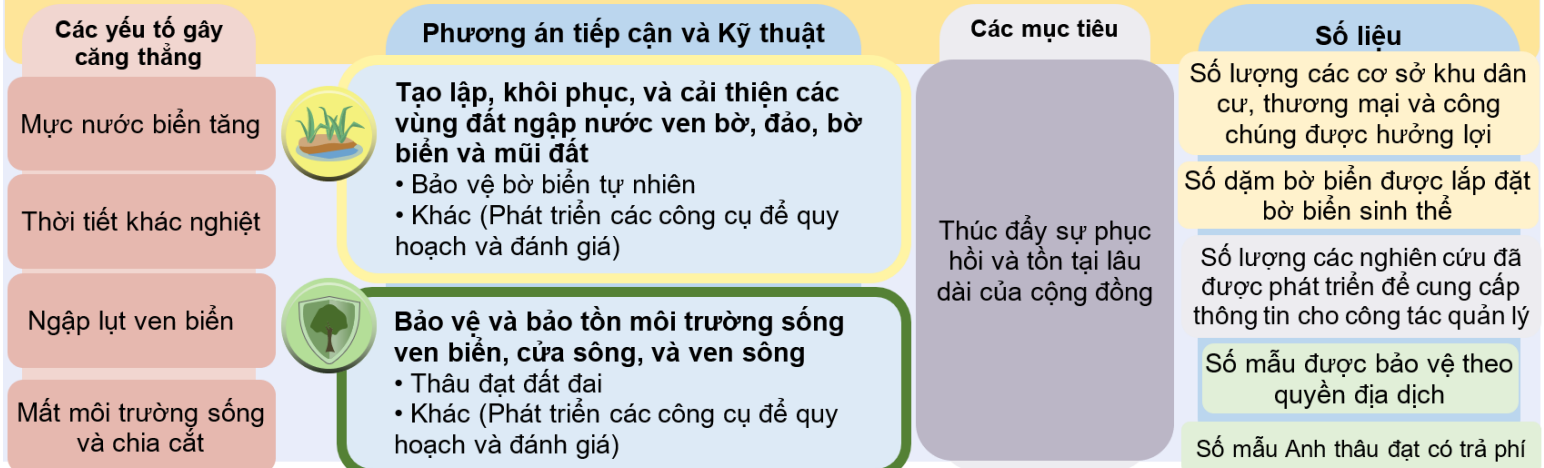 Các yếu tố gây
căng thẳng
Mực nước biển tăng
Thời tiết khác nghiệt
Ngập lụt ven biển
Mất môi trường sống
và chia cắt
Phương án tiếp cận và Kỹ thuật
Tạo lập, khôi phục, và cải thiện các
vùng đất ngập nước ven bờ, đảo, bờ
biển và mũi đất
• Bảo vệ bờ biển tự nhiên
• Khác (Phát triển các công cụ để quy
hoạch và đánh giá)
Bảo vệ và bảo tồn môi trường sống
ven biển, cửa sông, và ven sông
• Thâu đạt đất đai
• Khác (Phát triển các công cụ để quy
hoạch và đánh giá)
Các mục tiêu
Thúc đẩy sự phục
hồi và tồn tại lâu
dài của cộng đồng
Số liệu
Số lượng các cơ sở khu dân
cư, thương mại và công
chúng được hưởng lợi
Số dặm bờ biển được lắp đặt
bờ biển sinh thể
Số lượng các nghiên cứu đã
được phát triển để cung cấp
thông tin cho công tác quản lý
Số mẫu được bảo vệ theo
quyền địa dịch
Số mẫu Anh thâu đạt có trả phí